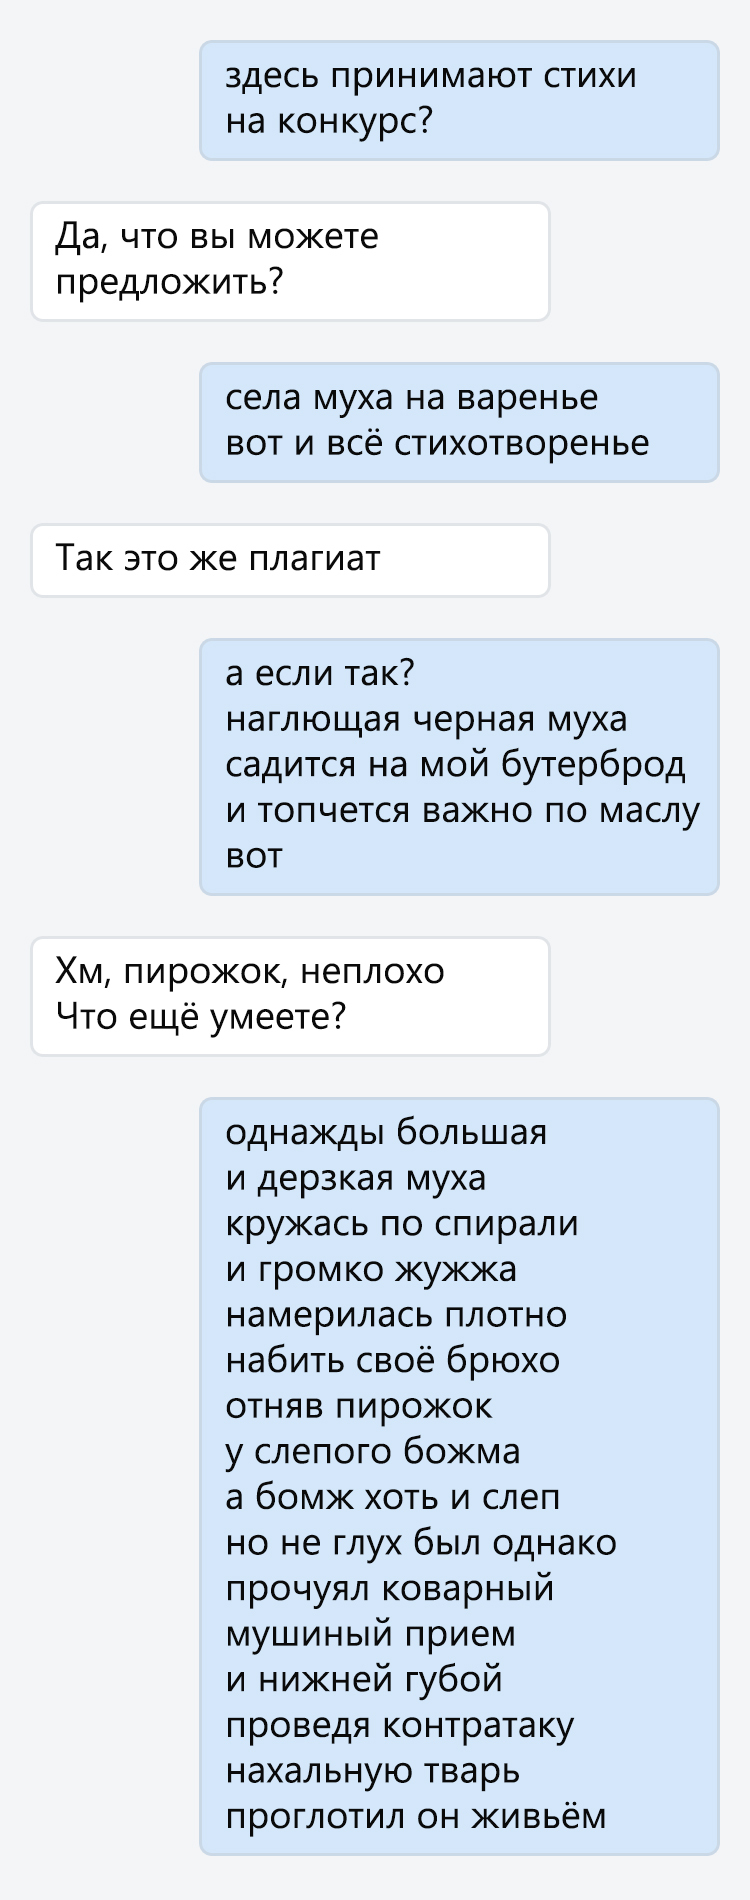 здесь принимают стихи
на конкурс?
Да, что вы можете
предложить?
села муха на варенье
вот и всё стихотворенье
Так это же плагиат
а если так?
наглющая черная муха
садится на мой бутерброд
и топчется важно по маслу
вот
Хм, пирожок, неплохо
Что ещё умеете?
однажды большая
и дерзкая муха
кружась по спирали
и громко жужжа
намерилась плотно
набить своё брюхо
отняв пирожок
у слепого божма
а бомж хоть и слеп
но не глух был однако
прочуял коварный
мушиный прием
и нижней губой
проведя контратаку
нахальную тварь
проглотил он живьём